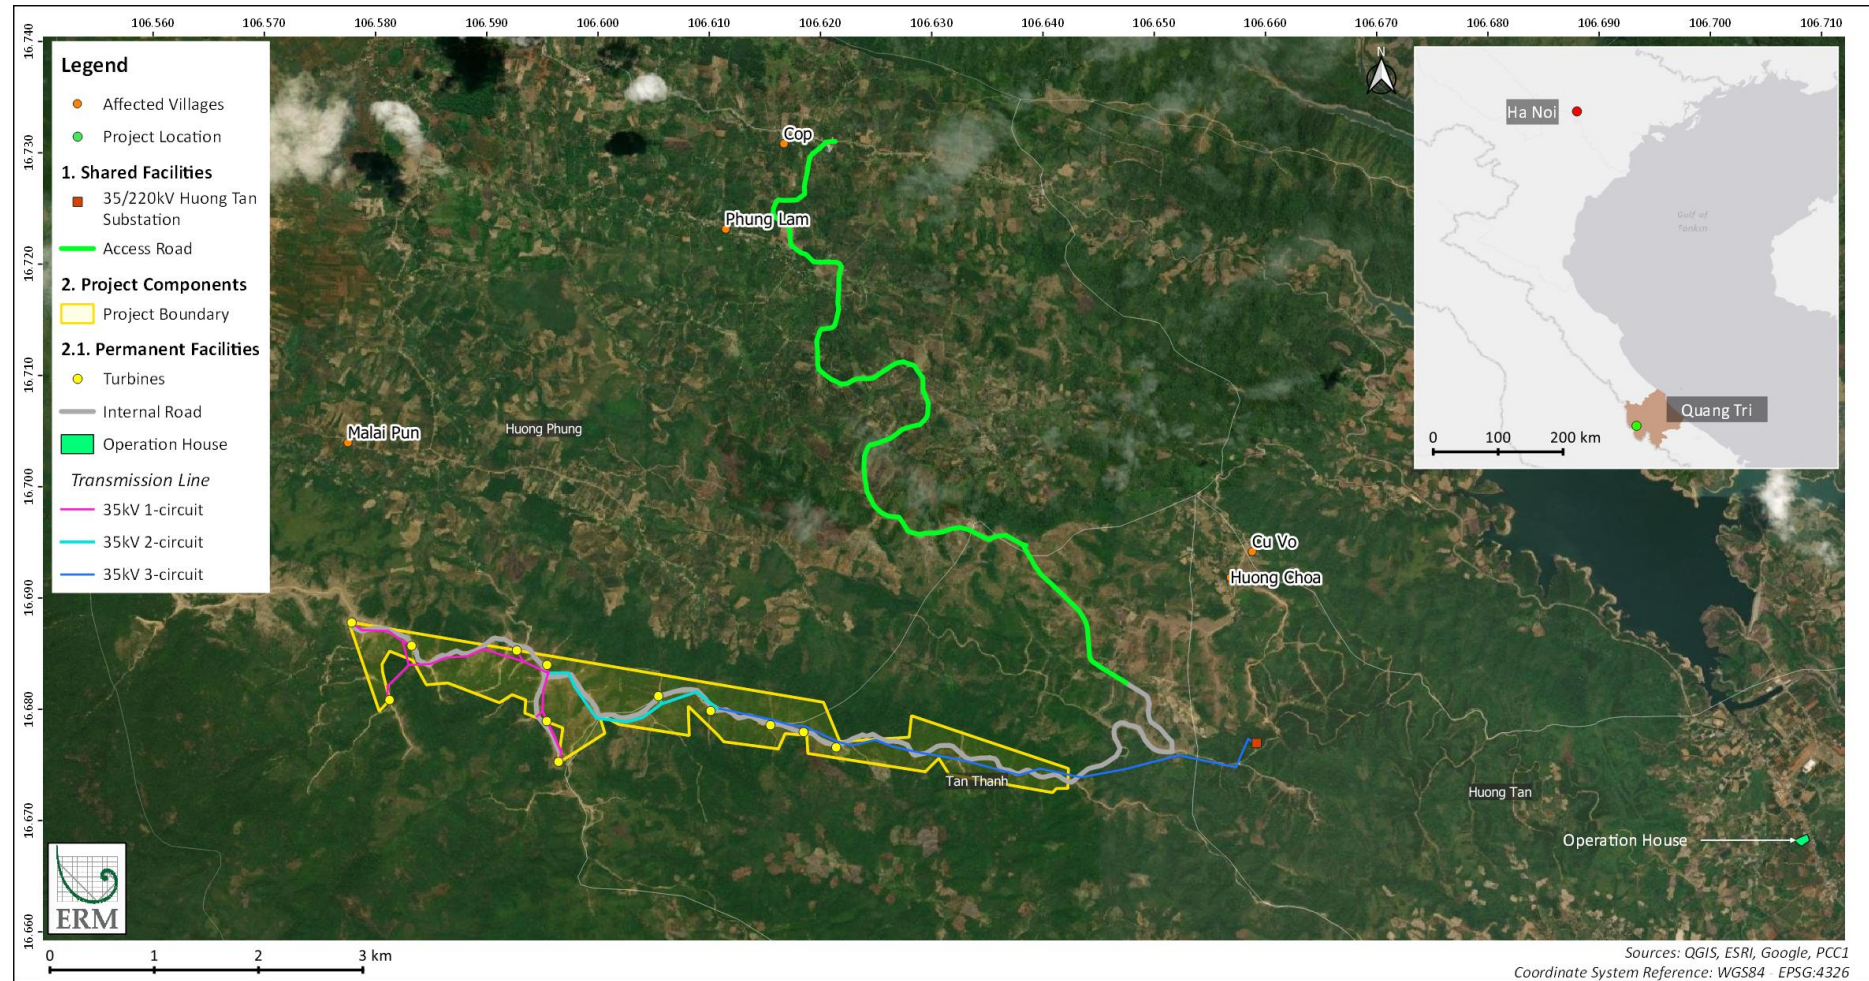 106.560 106.570 106.580 106.590 106.600 106.610 106.620 106.630 106.640 106.650 106.660 106.670 106.680 106.690 106.700 106.710
16.740
16.730
16.720
16.710
16.700
16.690
16.680
16.670
16.660
Legend
Affected Villages
Project Location
1. Shared Facilities
35/220kV Huong Tan
Substation
Access Road
2. Project Components
Project Boundary
2.1. Permanent Facilities
Turbines
Internal Road
Operation House
Transmission Line
35kV 1-circuit
35kV 2-circuit
35kV 3-circuit
Cop
Phung Lam
Malai Pun
Huong Phung
Cu Vo
Huong Choa
Tan Thanh
Huong Tan
Operation House
N
Ha Noi
Gulf of
Tonkin
Quang Tri
0 100 200 km
ERM
0 1 2 3 km
Sources: QGIS, ESRI, Google, PCC1
Coordinate System Reference: WGS84 - EPSG:4326